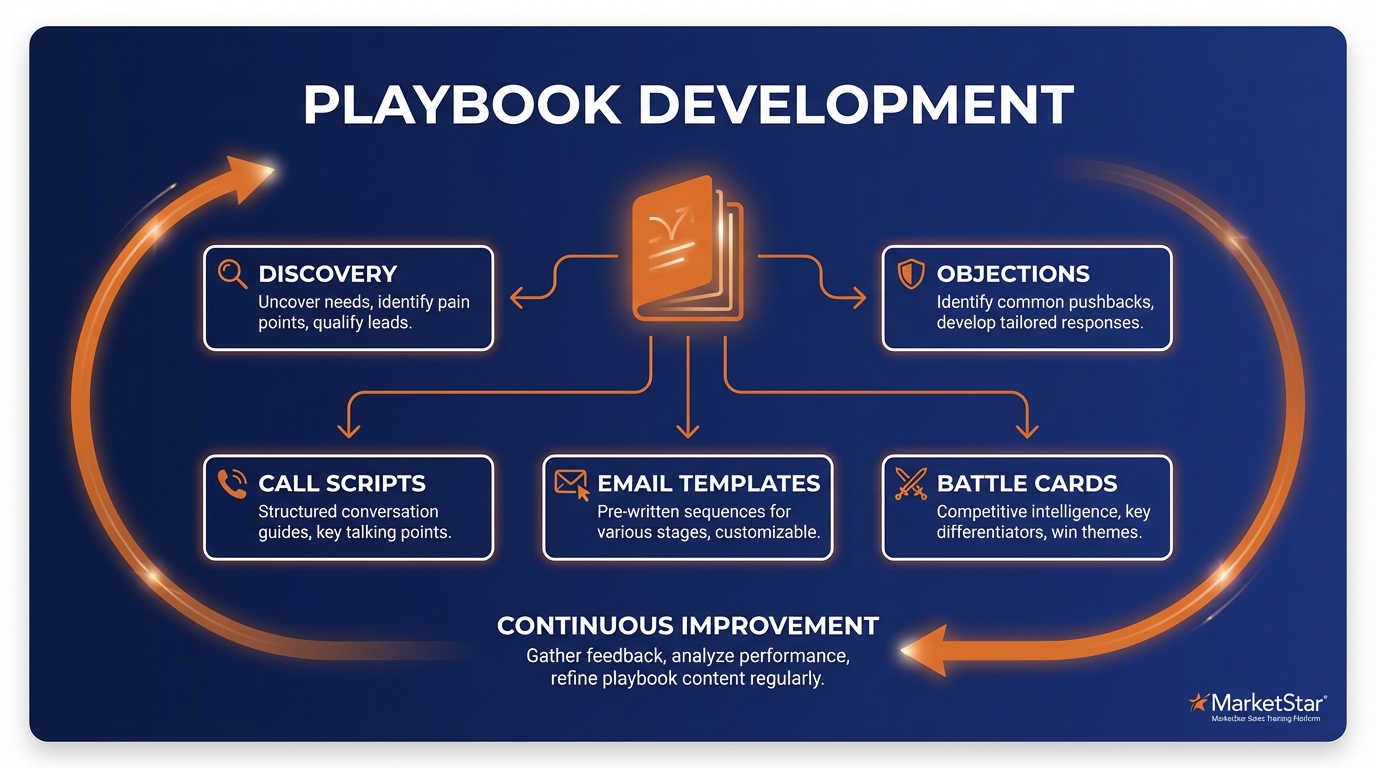 PLAYBOOK DEVELOPMENT
DISCOVERY
Uncover needs, identify pain
points, qualify leads.
OBJECTIONS
Identify common pushbacks,
develop tailored responses.
CALL SCRIPTS
Structured conversation
guides, key talking points.
EMAIL TEMPLATES
Pre-written sequences for
various stages, customizable.
BATTLE CARDS
Competitive intelligence, key
differentiators, win themes.
CONTINUOUS IMPROVEMENT
Gather feedback, analyze performance,
refine playbook content regularly.
MarketStar
Training